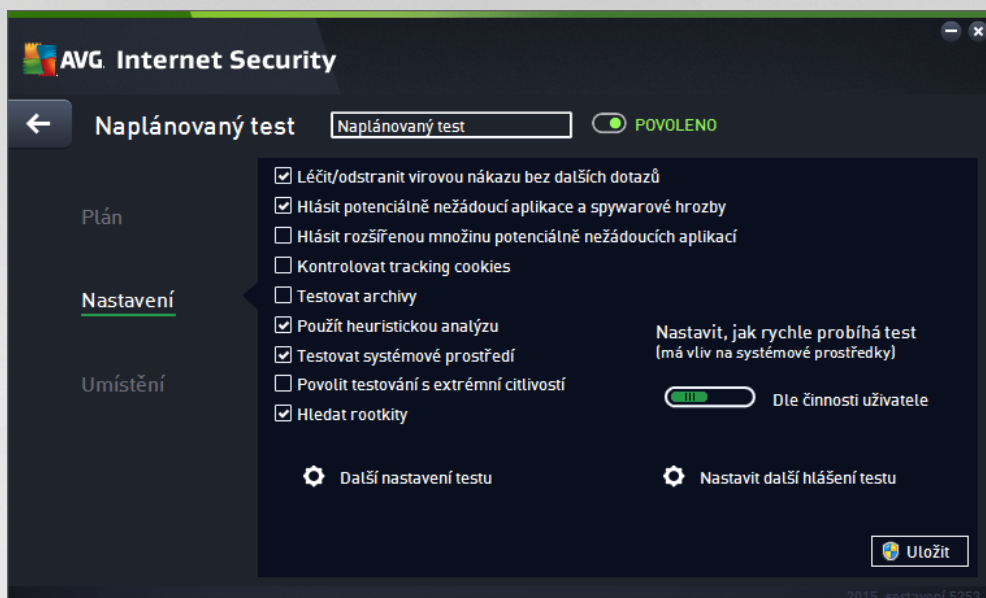 AVG. Internet Security
Naplánovaný test
Naplánovaný test
POVOLENO
Plán
Nastavení
Umístění
Léčit/odstranit virovou nákazu bez dalších dotazů
Hlásit potenciálně nežádoucí aplikace a spywarové hrozby
Hlásit rozšířenou množinu potenciálně nežádoucích aplikací
Kontrolovat tracking cookies
Testovat archivy
Použít heuristickou analýzu
Testovat systémové prostředí
Povolit testování s extrémní citlivostí
Hledat rootkity
Nastavit, jak rychle probíhá test
(má vliv na systémové prostředky)
Dle činnosti uživatele
Další nastavení testu
Nastavit další hlášení testu
Uložit
2015, sestavení 5353